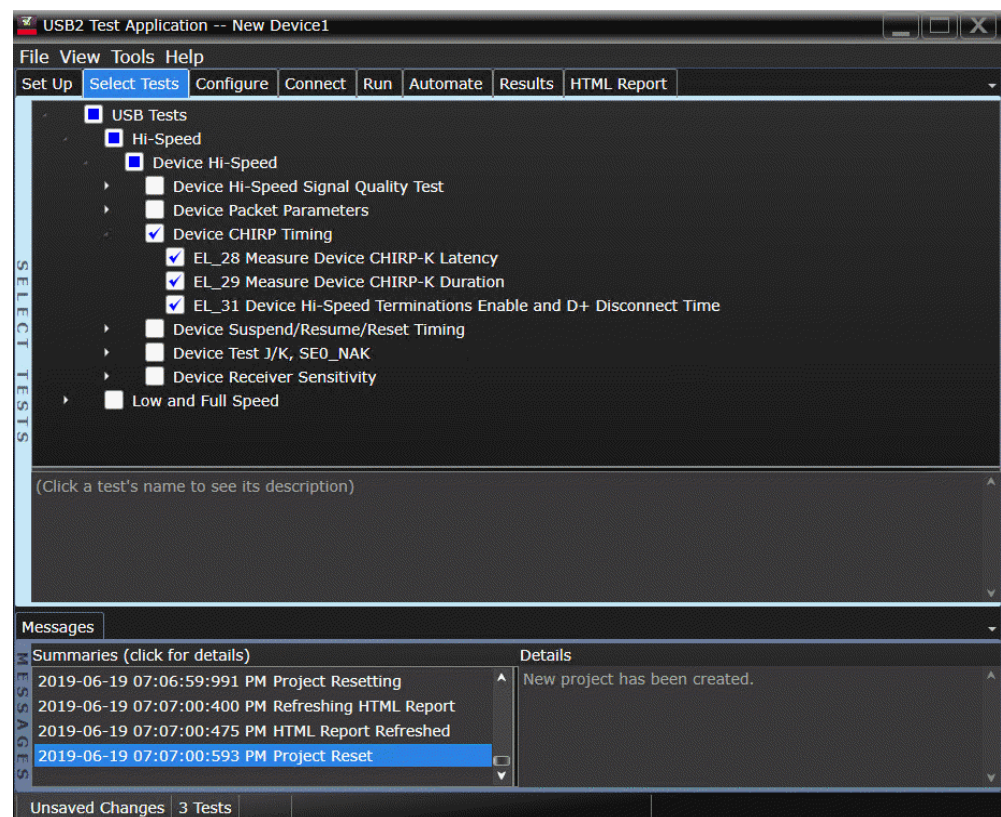 USB2 Test Application -- New Device1
File View Tools Help
Set Up Select Tests Configure Connect Run Automate Results HTML Report
SELECT TESTS
USB Tests
Hi-Speed
Device Hi-Speed
Device Hi-Speed Signal Quality Test
Device Packet Parameters
Device CHIRP Timing
EL_28 Measure Device CHIRP-K Latency
EL_29 Measure Device CHIRP-K Duration
EL_31 Device Hi-Speed Terminations Enable and D+ Disconnect Time
Device Suspend/Resume/Reset Timing
Device Test J/K, SE0_NAK
Device Receiver Sensitivity
Low and Full Speed
(Click a test's name to see its description)
Messages
MESSAGES
Summaries (click for details) Details
2019-06-19 07:06:59:991 PM Project Resetting New project has been created.
2019-06-19 07:07:00:400 PM Refreshing HTML Report
2019-06-19 07:07:00:475 PM HTML Report Refreshed
2019-06-19 07:07:00:593 PM Project Reset
Unsaved Changes 3 Tests